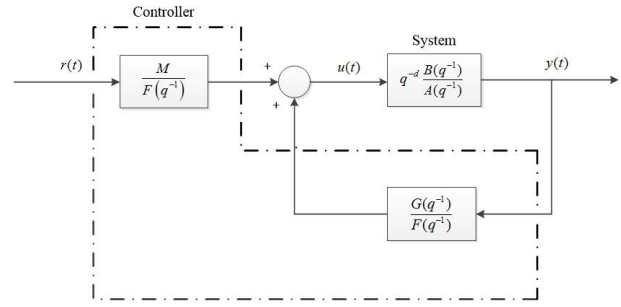 Controller
System
r(t)
M
F(q⁻¹)
+
u(t)
q⁻ᵈ B(q⁻¹)
A(q⁻¹)
y(t)
+
G(q⁻¹)
F(q⁻¹)